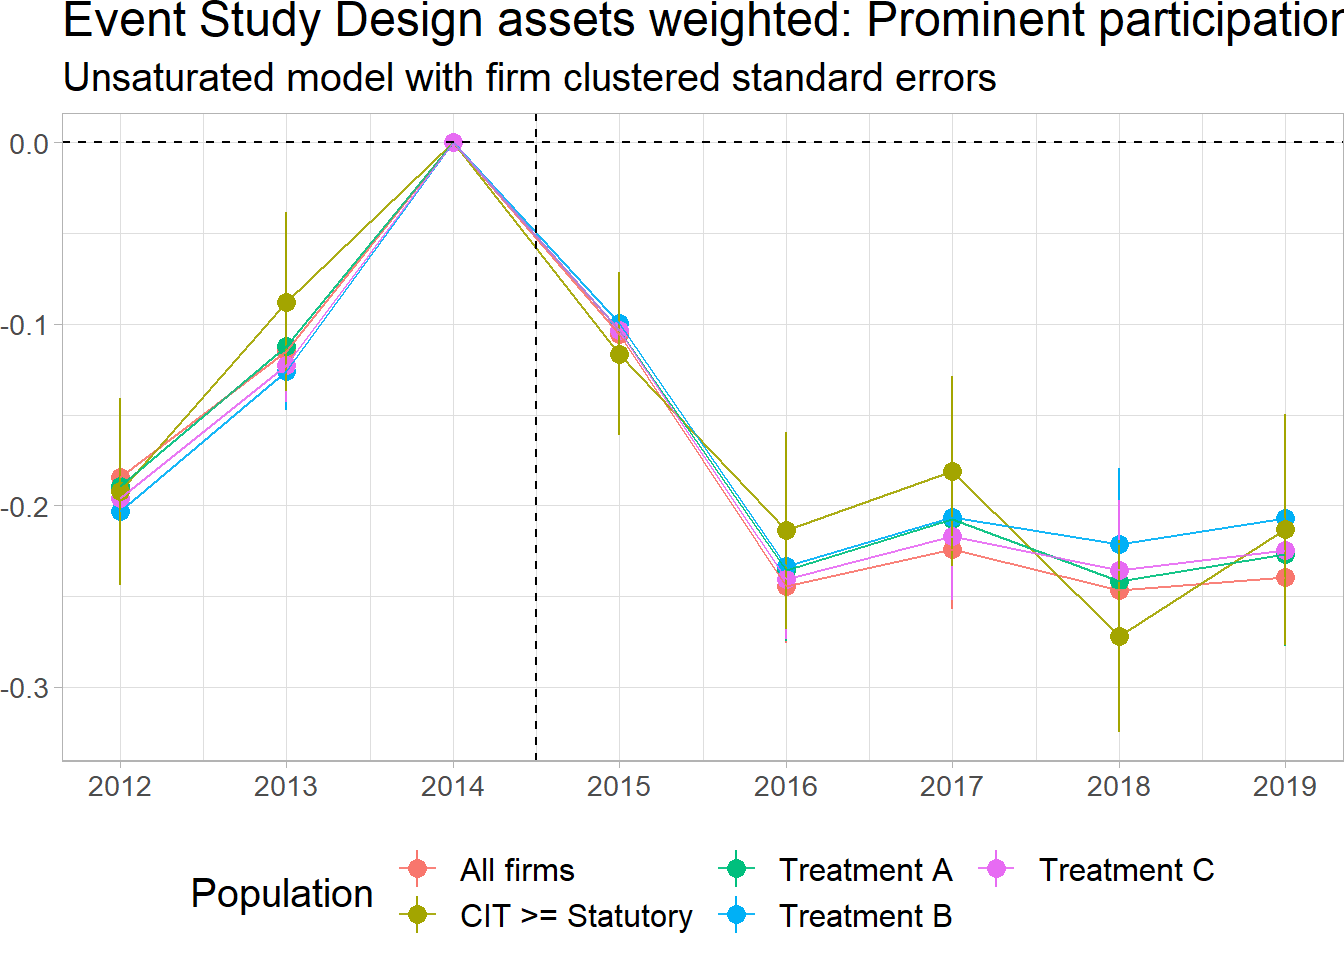 Event Study Design assets weighted: Prominent participation
Unsaturated model with firm clustered standard errors
0.0
-0.1
-0.2
-0.3
2012 2013 2014 2015 2016 2017 2018 2019
Population
All firms Treatment A Treatment C
CIT >= Statutory Treatment B